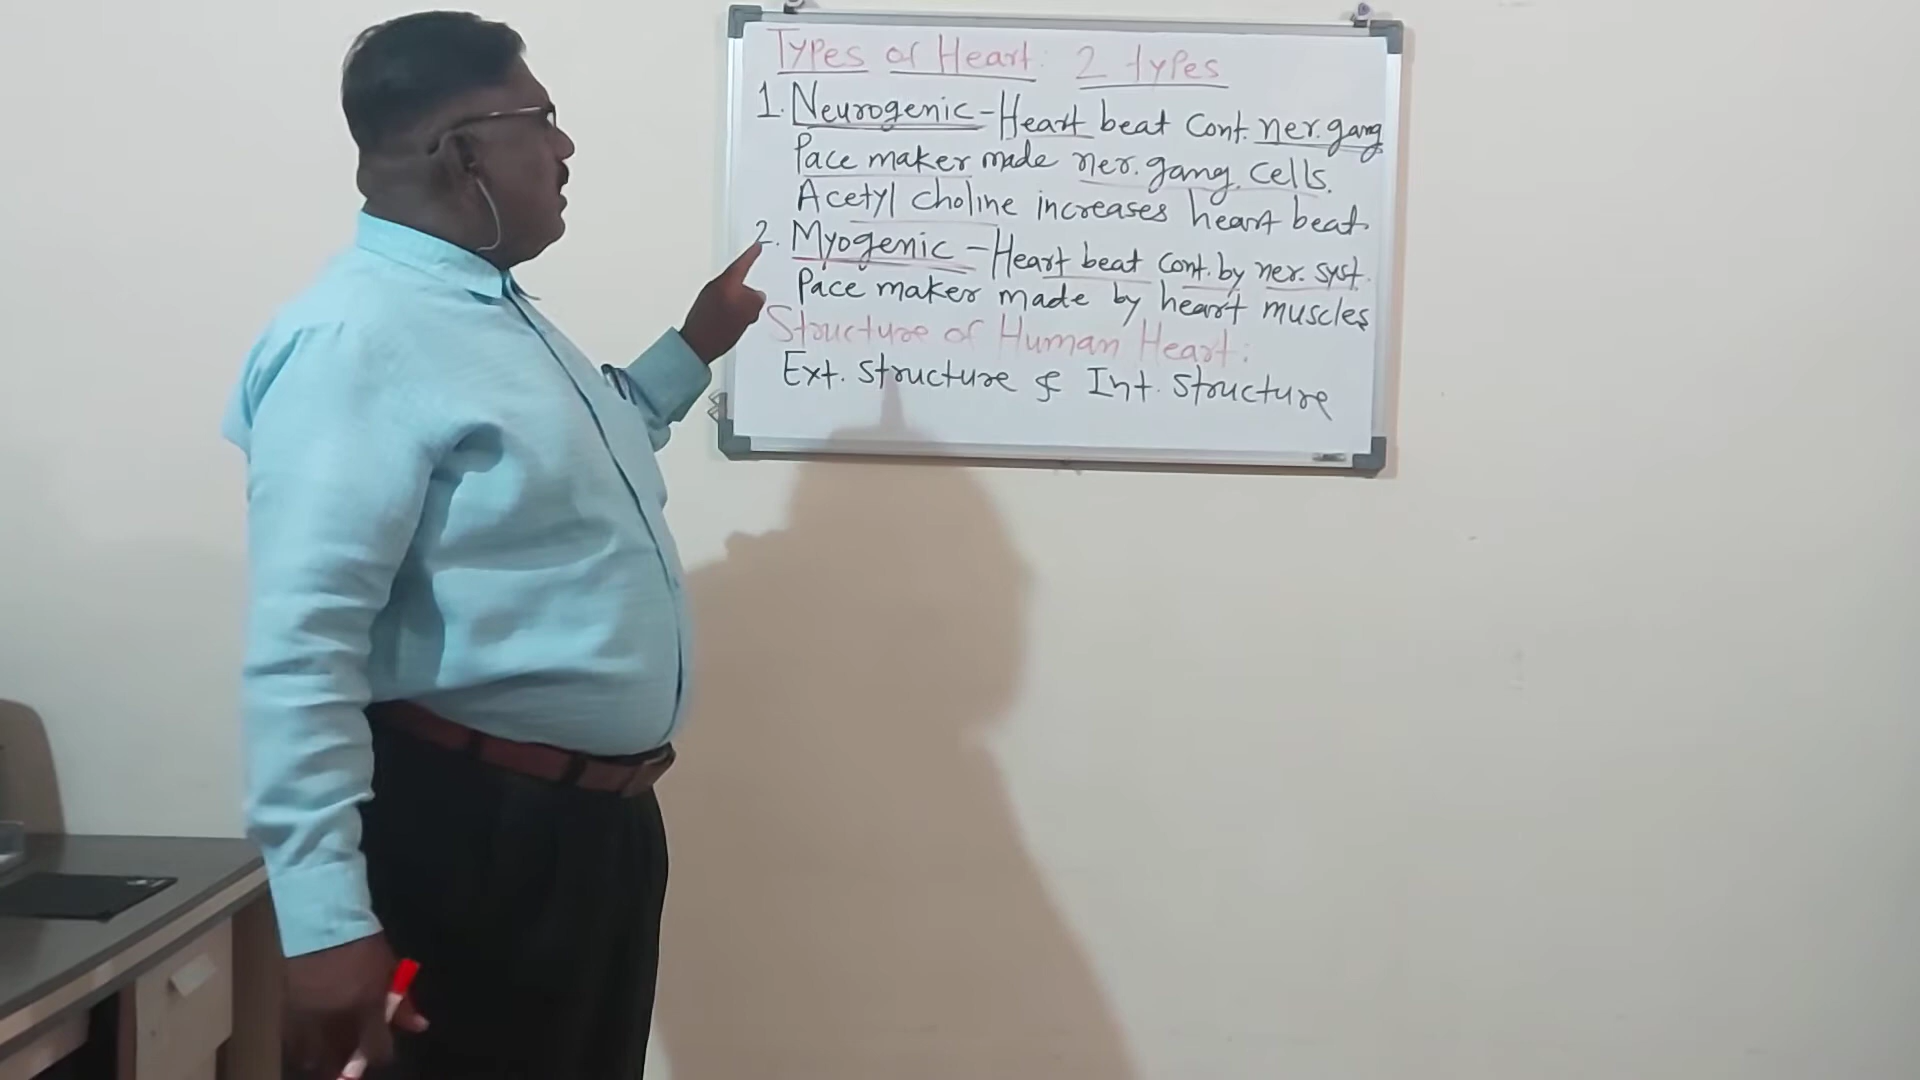 Types of Heart: 2 types
1. Neurogenic - Heart beat cont. ner. gang
Pace maker made ner. gang. cells.
Acetyl choline increases heart beat.
2. Myogenic - Heart beat cont. by ner. syst.
Pace maker made by heart muscles
Structure of Human Heart:
Ext. structure & Int. structure